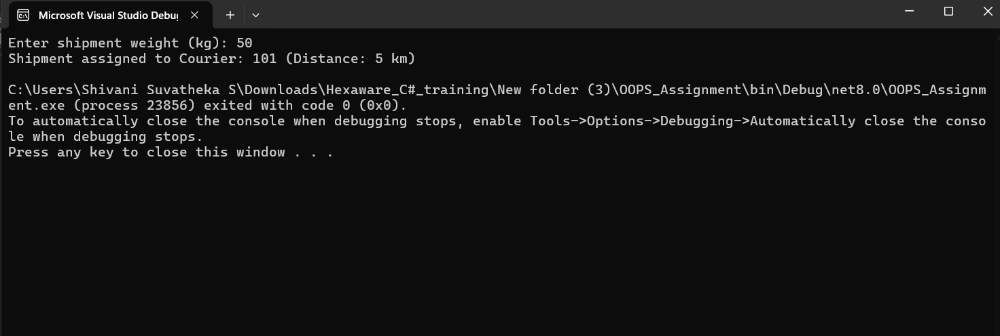 Microsoft Visual Studio Debug
Enter shipment weight (kg): 50
Shipment assigned to Courier: 101 (Distance: 5 km)
C:\Users\Shivani Suvatheka S\Downloads\Hexaware_C#_training\New folder (3)\OOPS_Assignment\bin\Debug\net8.0\OOPS_Assignm
ent.exe (process 23856) exited with code 0 (0x0).
To automatically close the console when debugging stops, enable Tools->Options->Debugging->Automatically close the conso
le when debugging stops.
Press any key to close this window . . .